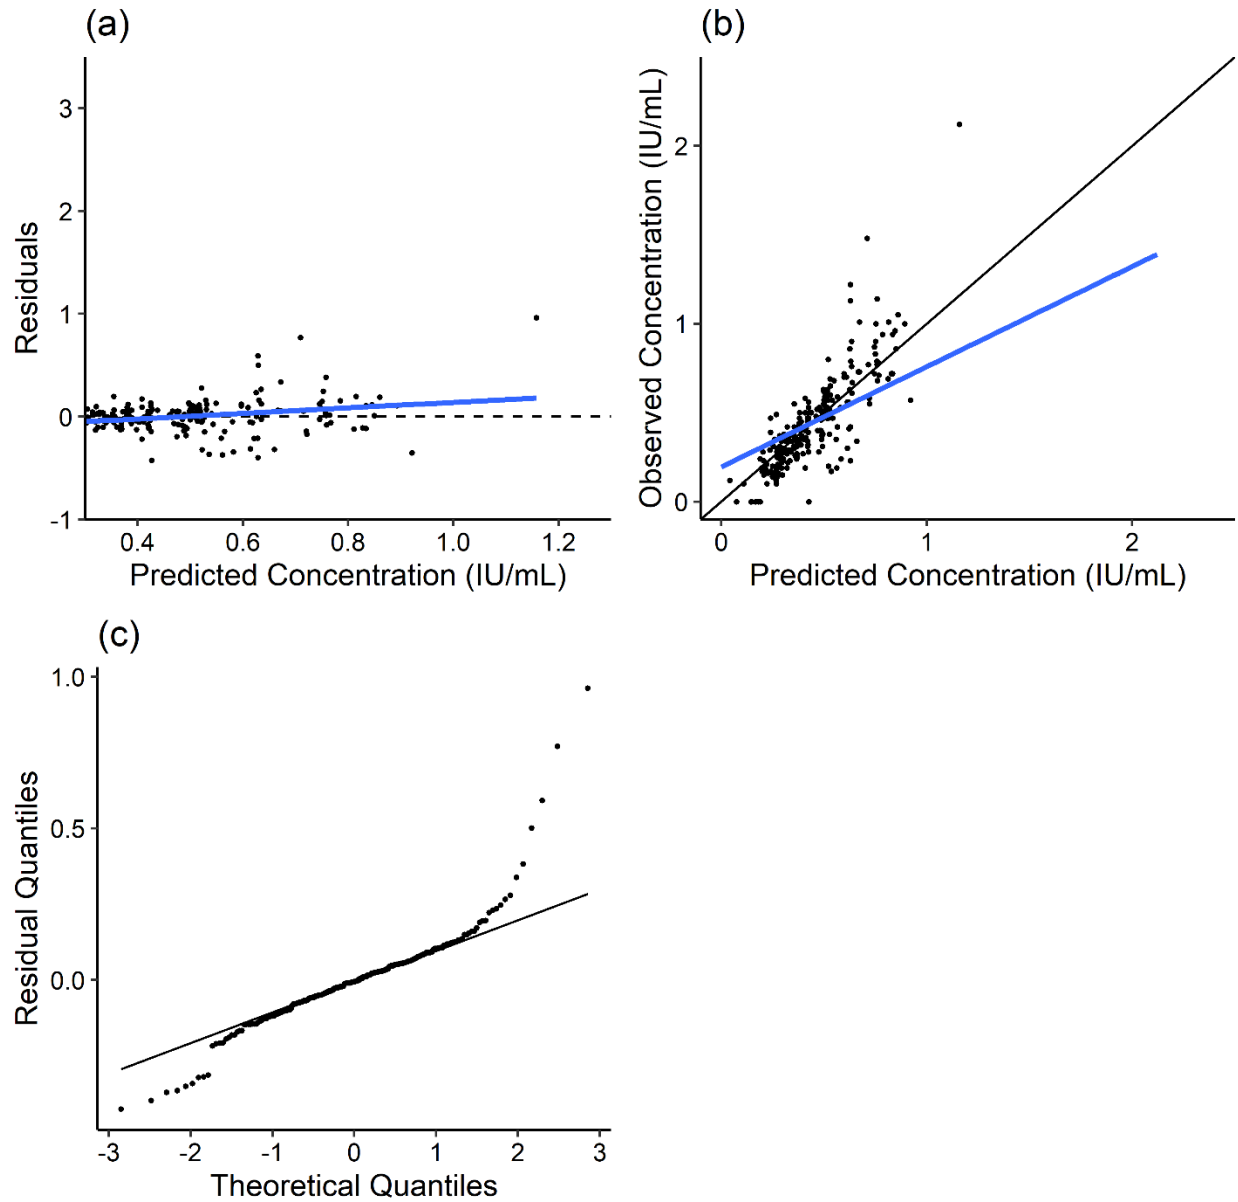 (a)
3
2
1
0
-1
Residuals
0.4 0.6 0.8 1.0 1.2
Predicted Concentration (IU/mL)
(b)
2
1
0
Observed Concentration (IU/mL)
0 1 2
Predicted Concentration (IU/mL)
(c)
1.0
0.5
0.0
Residual Quantiles
-3 -2 -1 0 1 2 3
Theoretical Quantiles